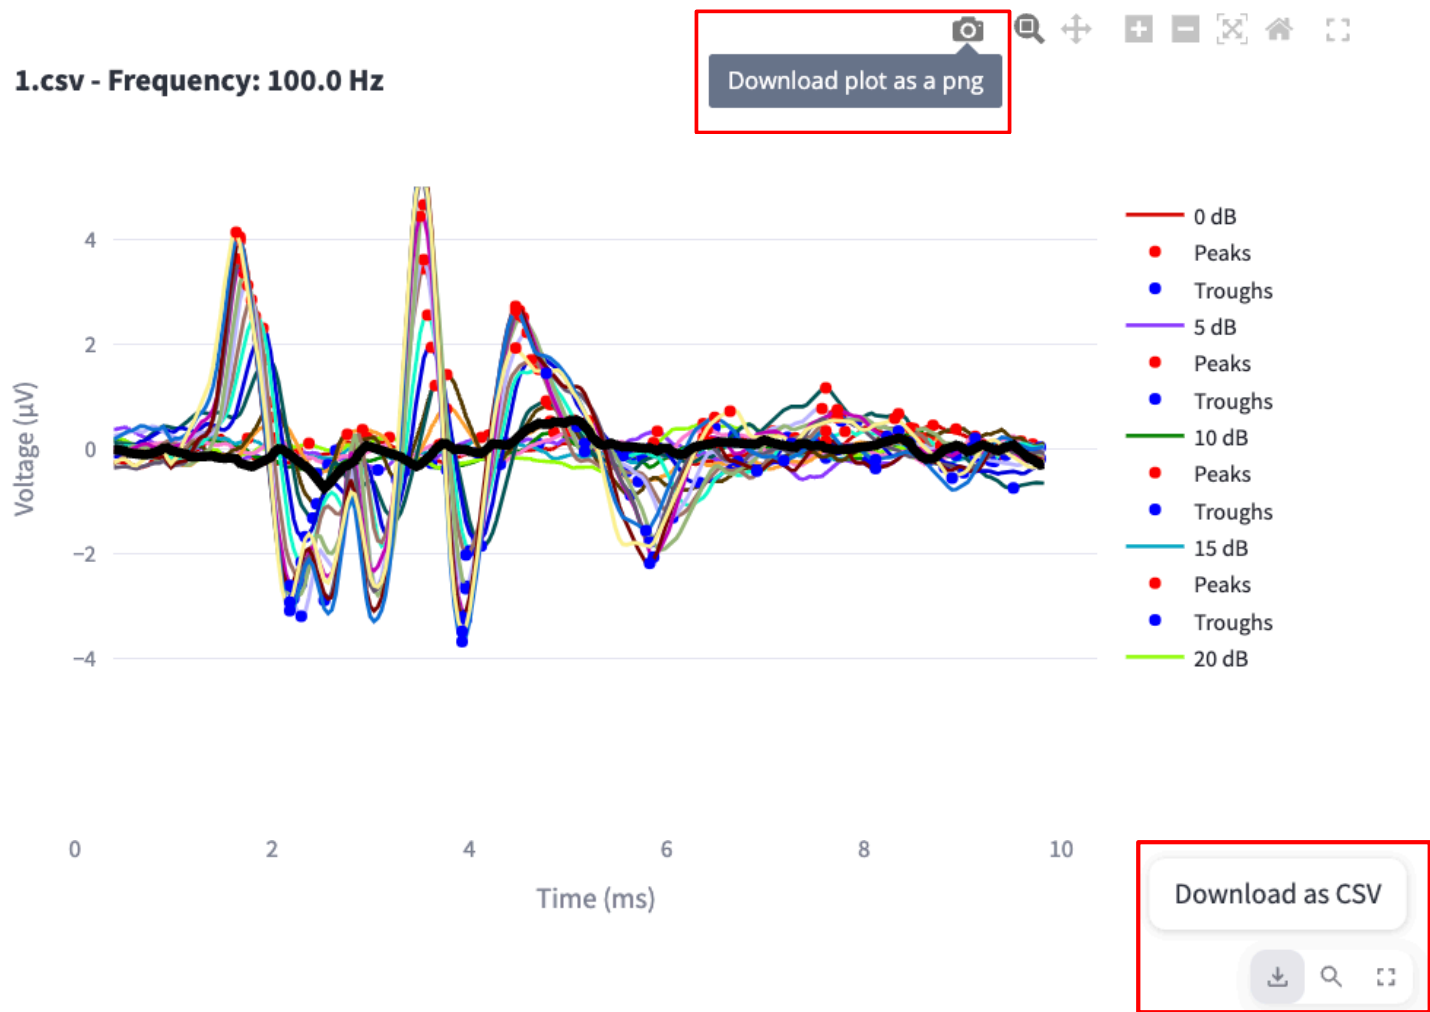 Download plot as a png
1.csv - Frequency: 100.0 Hz
Voltage (μV)
4
2
0
−2
−4
0 dB
Peaks
Troughs
5 dB
Peaks
Troughs
10 dB
Peaks
Troughs
15 dB
Peaks
Troughs
20 dB
0 2 4 6 8 10
Time (ms)
Download as CSV